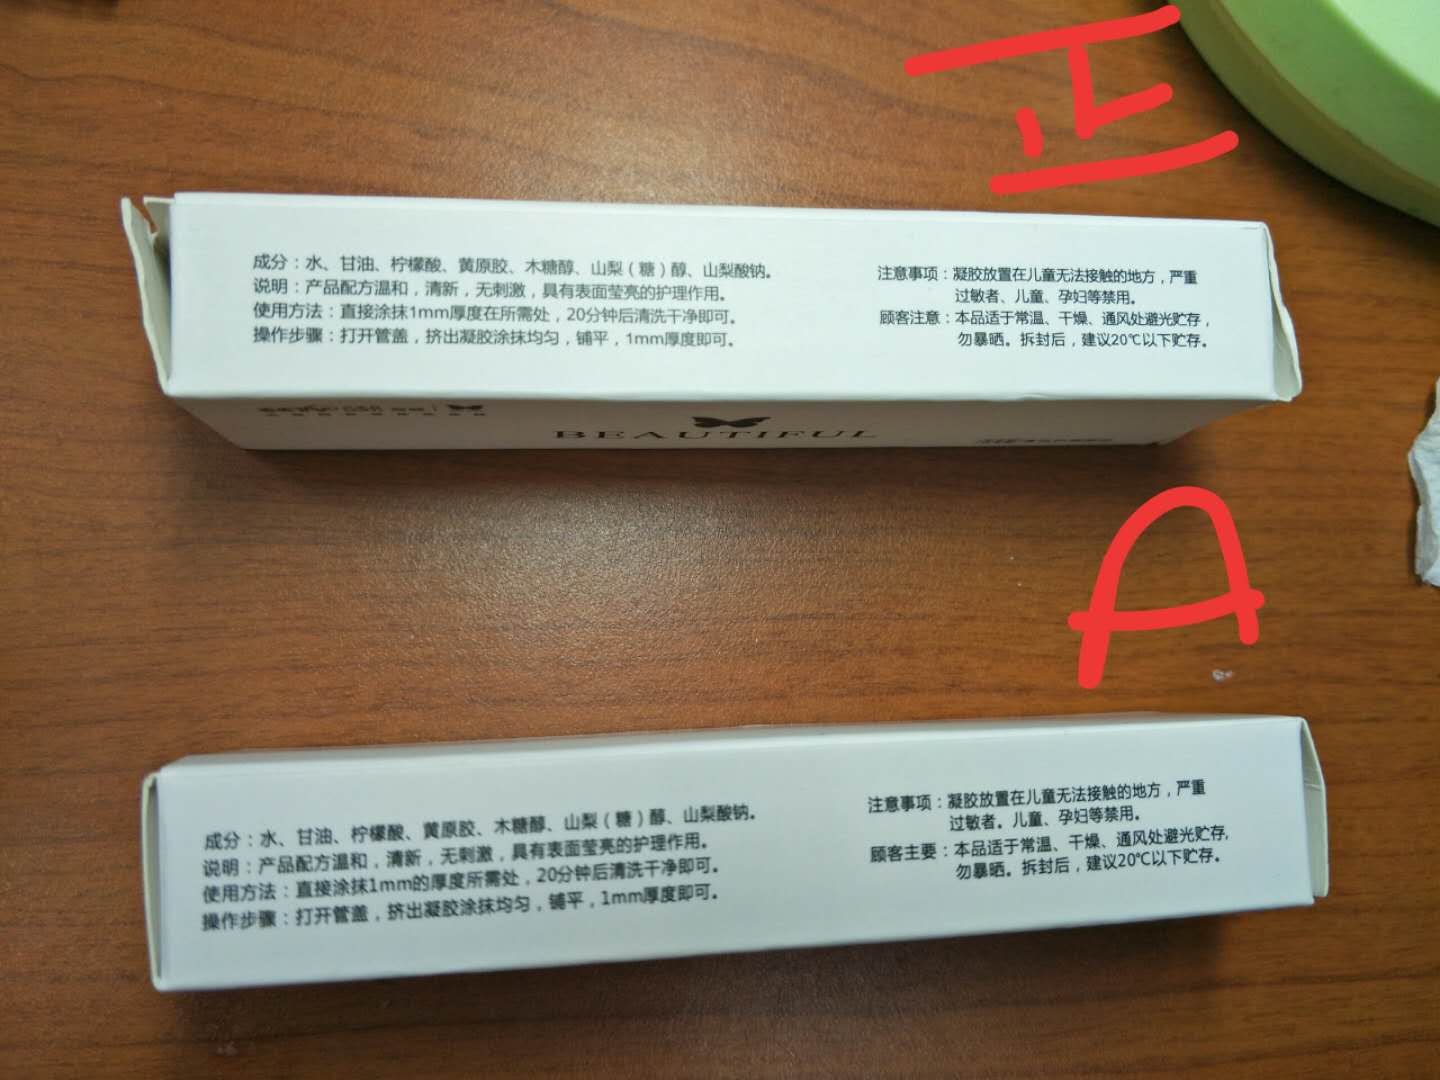 正
成分：水、甘油、柠檬酸、黄原胶、木糖醇、山梨（糖）醇、山梨酸钠。
说明：产品配方温和，清新，无刺激，具有表面莹亮的护理作用。
使用方法：直接涂抹1mm厚度在所需处，20分钟后清洗干净即可。
操作步骤：打开管盖，挤出凝胶涂抹均匀，铺平，1mm厚度即可。
注意事项：凝胶放置在儿童无法接触的地方，严重
过敏者、儿童、孕妇等禁用。
顾客注意：本品适于常温、干燥、通风处避光贮存，
勿暴晒。拆封后，建议20℃以下贮存。
BEAUTIFUL
A
成分：水、甘油、柠檬酸、黄原胶、木糖醇、山梨（糖）醇、山梨酸钠。
说明：产品配方温和，清新，无刺激，具有表面莹亮的护理作用。
使用方法：直接涂抹1mm的厚度所需处，20分钟后清洗干净即可。
操作步骤：打开管盖，挤出凝胶涂抹均匀，铺平，1mm厚度即可。
注意事项：凝胶放置在儿童无法接触的地方，严重
过敏者。儿童、孕妇等禁用。
顾客主要：本品适于常温、干燥、通风处避光贮存,
勿暴晒。拆封后，建议20℃以下贮存。